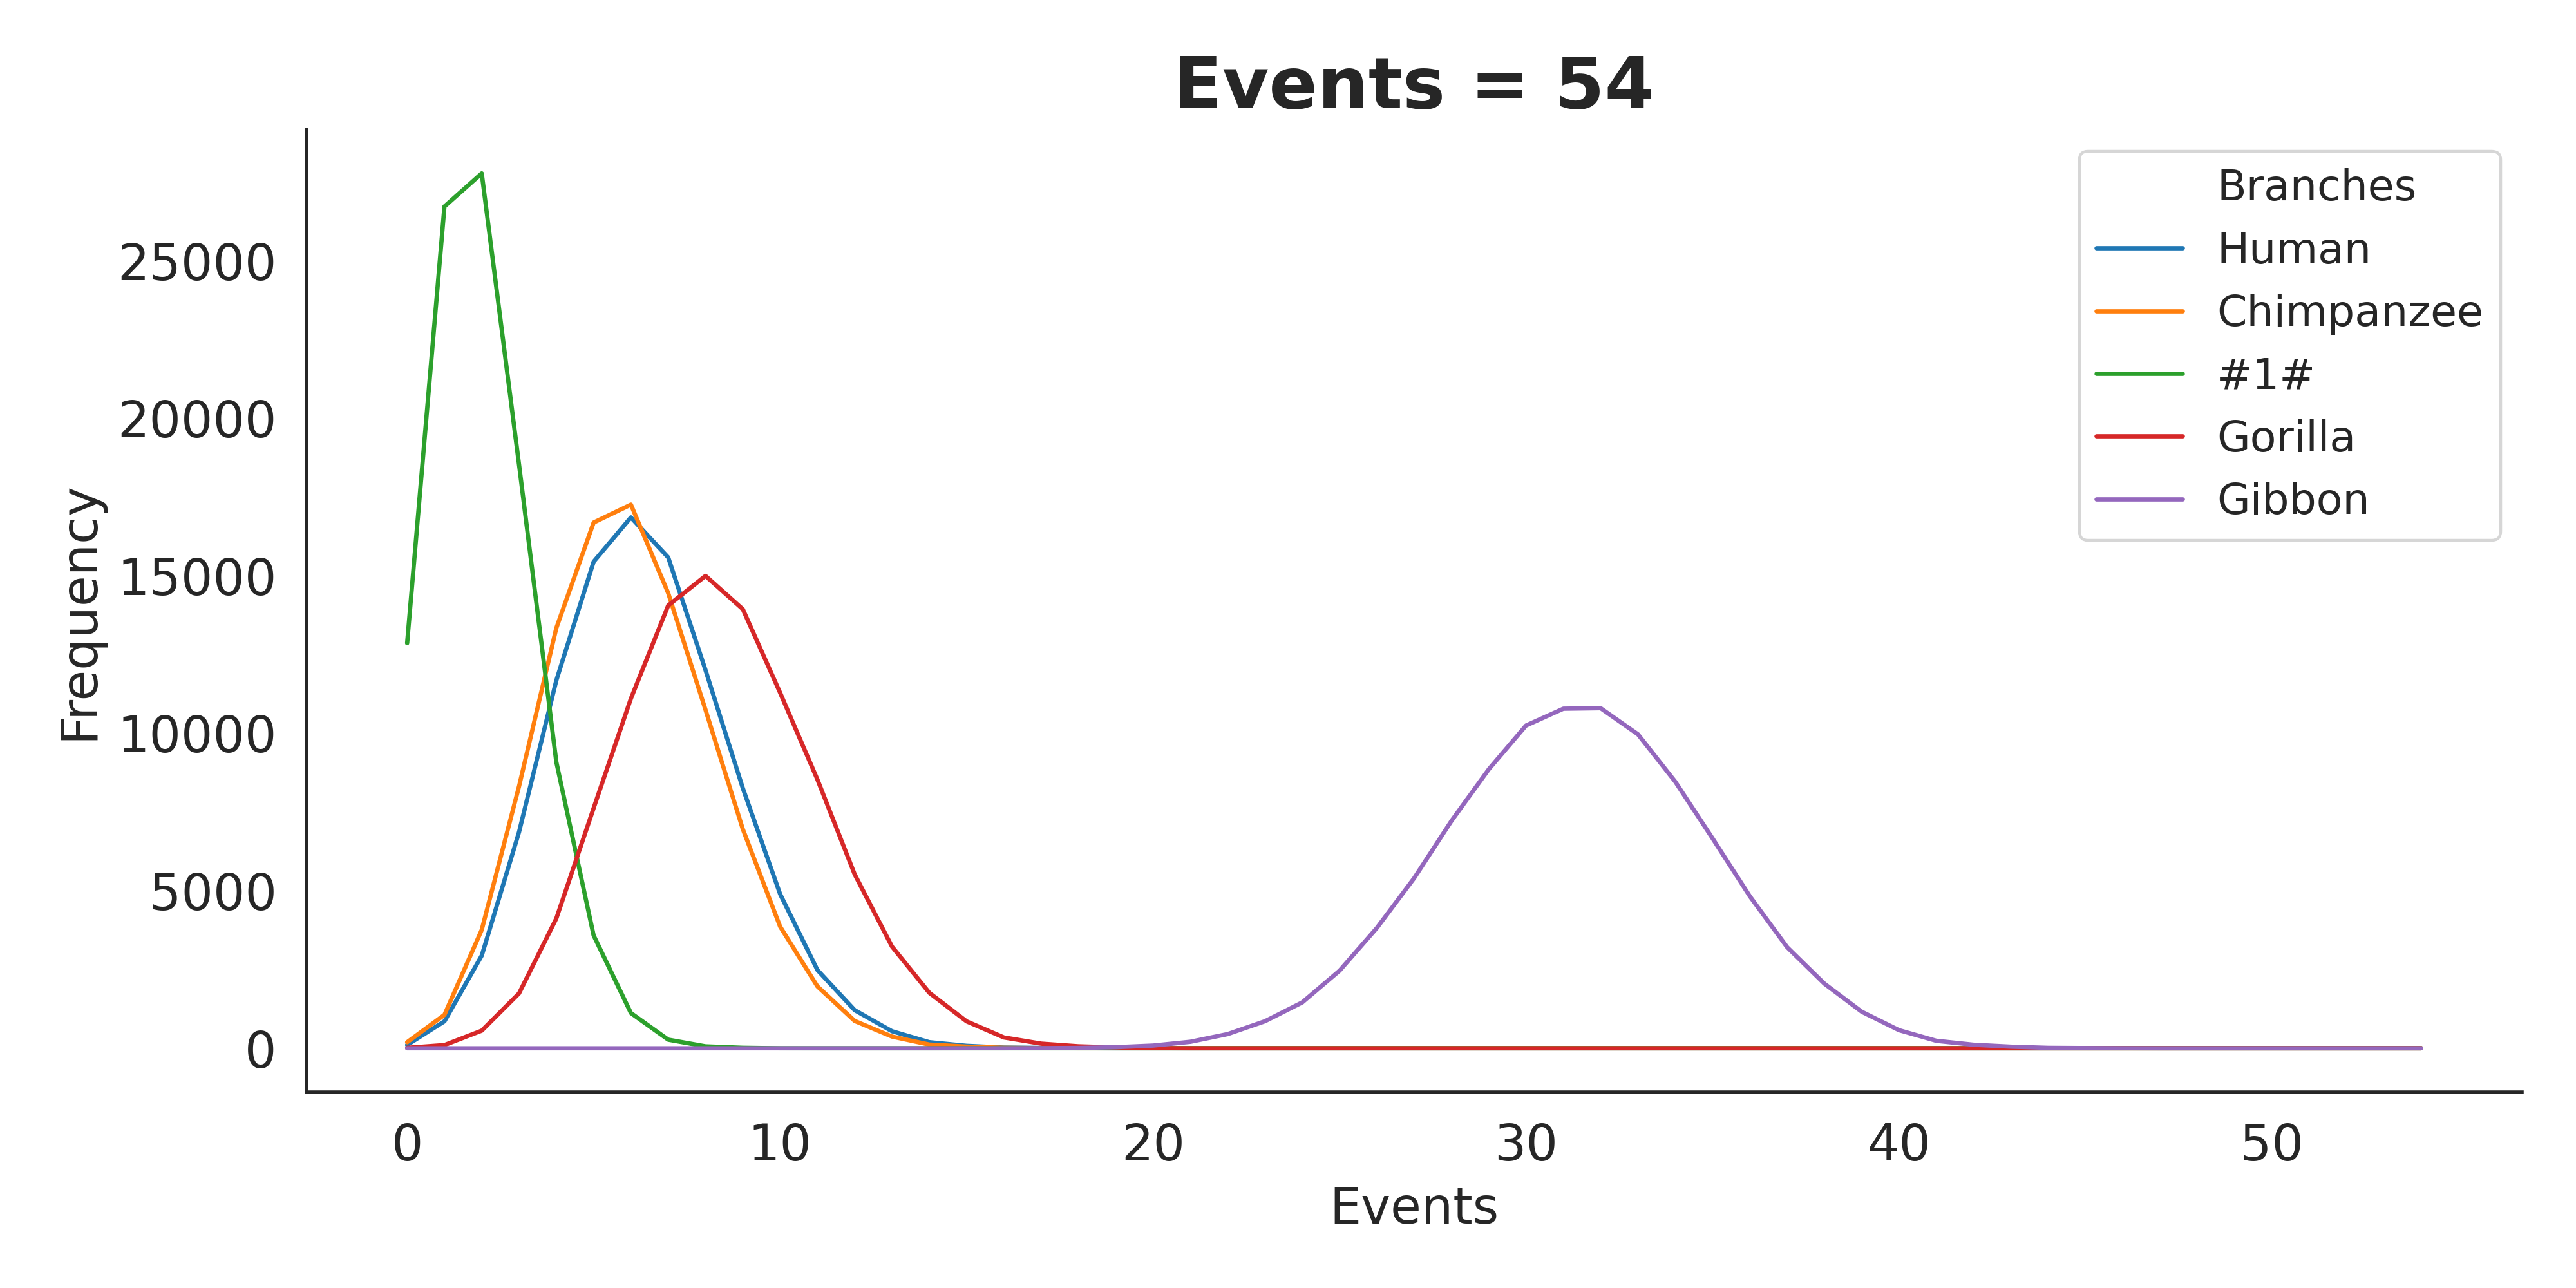 Events = 54
Branches
Human
Chimpanzee
#1#
Gorilla
Gibbon
Frequency
25000
20000
15000
10000
5000
0
0 10 20 30 40 50
Events